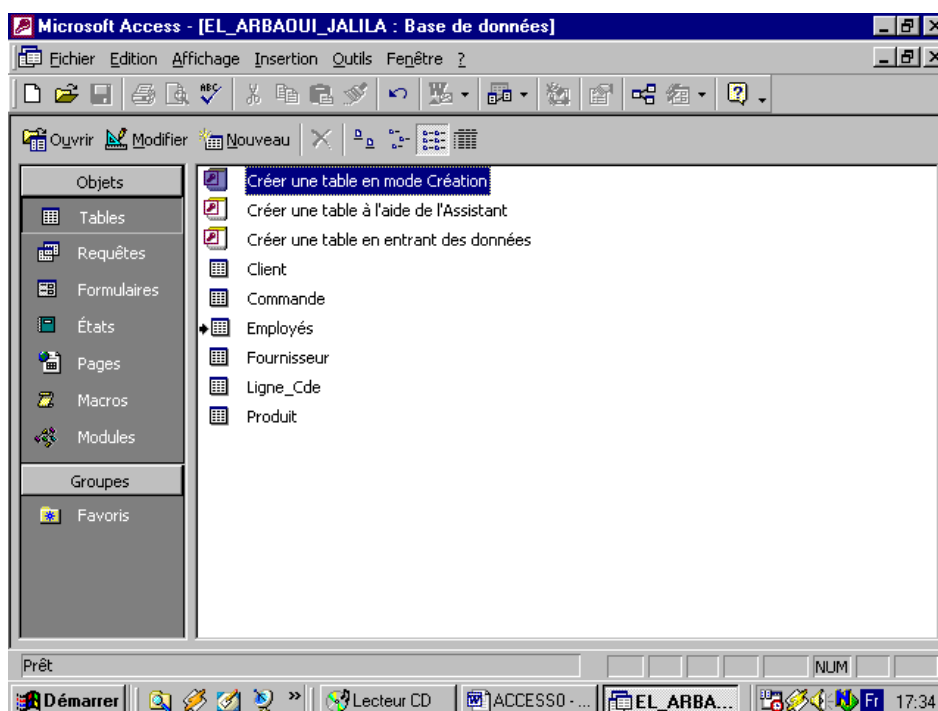 Microsoft Access - [EL_ARBAOUI_JALILA : Base de données]
Fichier Edition Affichage Insertion Outils Fenêtre ?
Ouvrir Modifier Nouveau
Objets
Tables
Requêtes
Formulaires
États
Pages
Macros
Modules
Groupes
Favoris
Créer une table en mode Création
Créer une table à l'aide de l'Assistant
Créer une table en entrant des données
Client
Commande
Employés
Fournisseur
Ligne_Cde
Produit
Prêt
NUM
Démarrer » Lecteur CD ACCESS0 - ... EL_ARBA... Fr 17:34